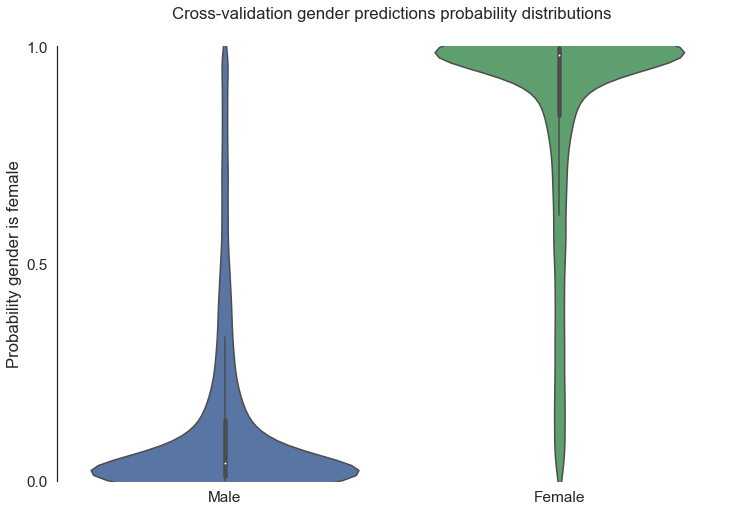 Cross-validation gender predictions probability distributions
1.0
0.5
0.0
Probability gender is female
Male
Female